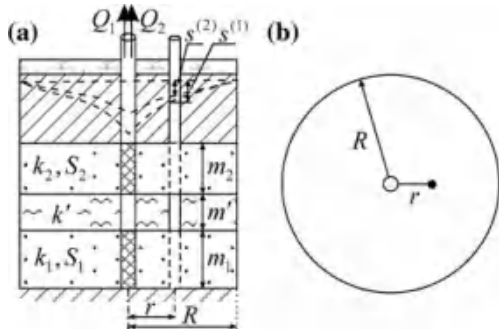 (a) Q₁ Q₂ s⁽²⁾ s⁽¹⁾ (b)
k₂, S₂ m₂
k′ m′
k₁, S₁ m₁
r
R
R
r